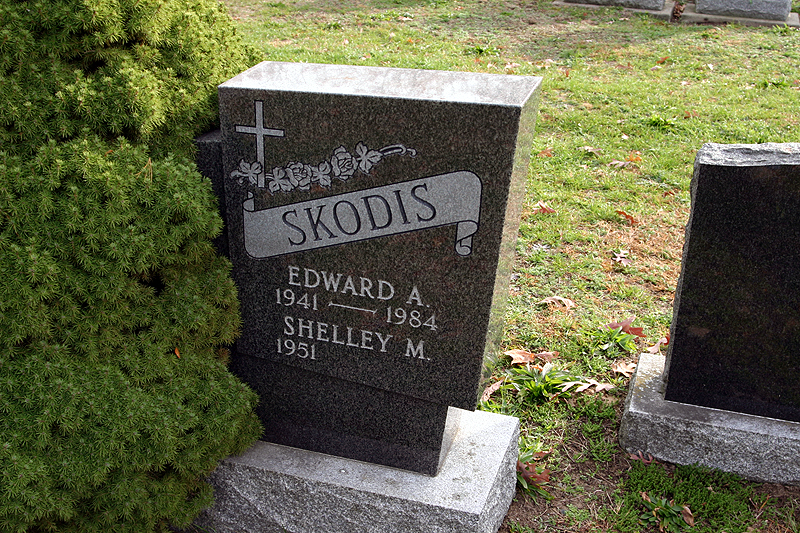 SKODIS
EDWARD A.
1941 — 1984
SHELLEY M.
1951